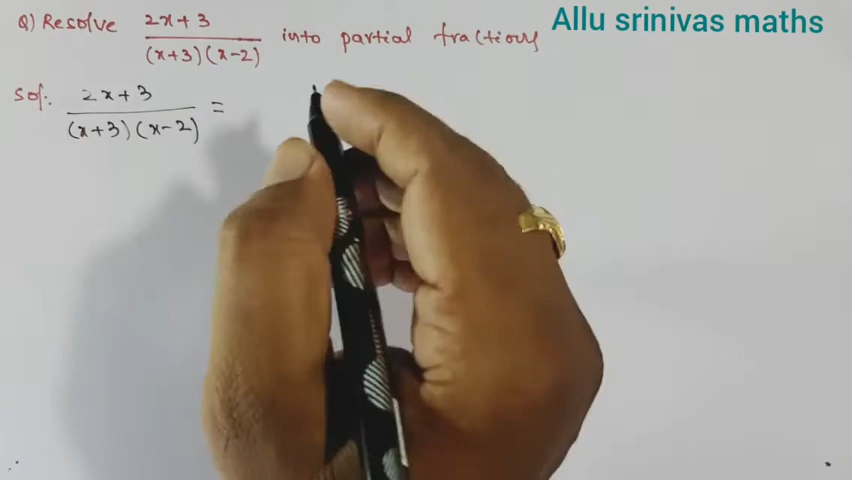 Allu srinivas maths
Q) Resolve (2x+3)/((x+3)(x-2)) into partial fractions
Sol: (2x+3)/((x+3)(x-2)) =